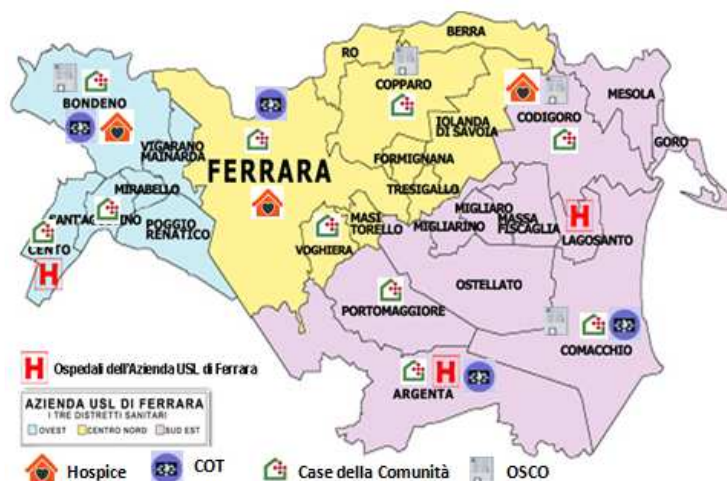 BERRA
RO
COPPARO
MESOLA
BONDENO
CODIGORO
GORO
JOLANDA
DI SAVOIA
VIGARANO
MAINARDA
FORMIGNANA
FERRARA
MIRABELLO
TRESIGALLO
MIGLIARO
MASI
TORELLO
MASSA
FISCAGLIA
POGGIO
RENATICO
MIGLIARINO
CENTO
VOGHIERA
LAGOSANTO
OSTELLATO
PORTOMAGGIORE
COMACCHIO
H
H
H
ARGENTA
H Ospedali dell'Azienda USL di Ferrara
AZIENDA USL DI FERRARA
I TRE DISTRETTI SANITARI
OVEST CENTRO NORD SUD EST
Hospice COT Case della Comunità OSCO